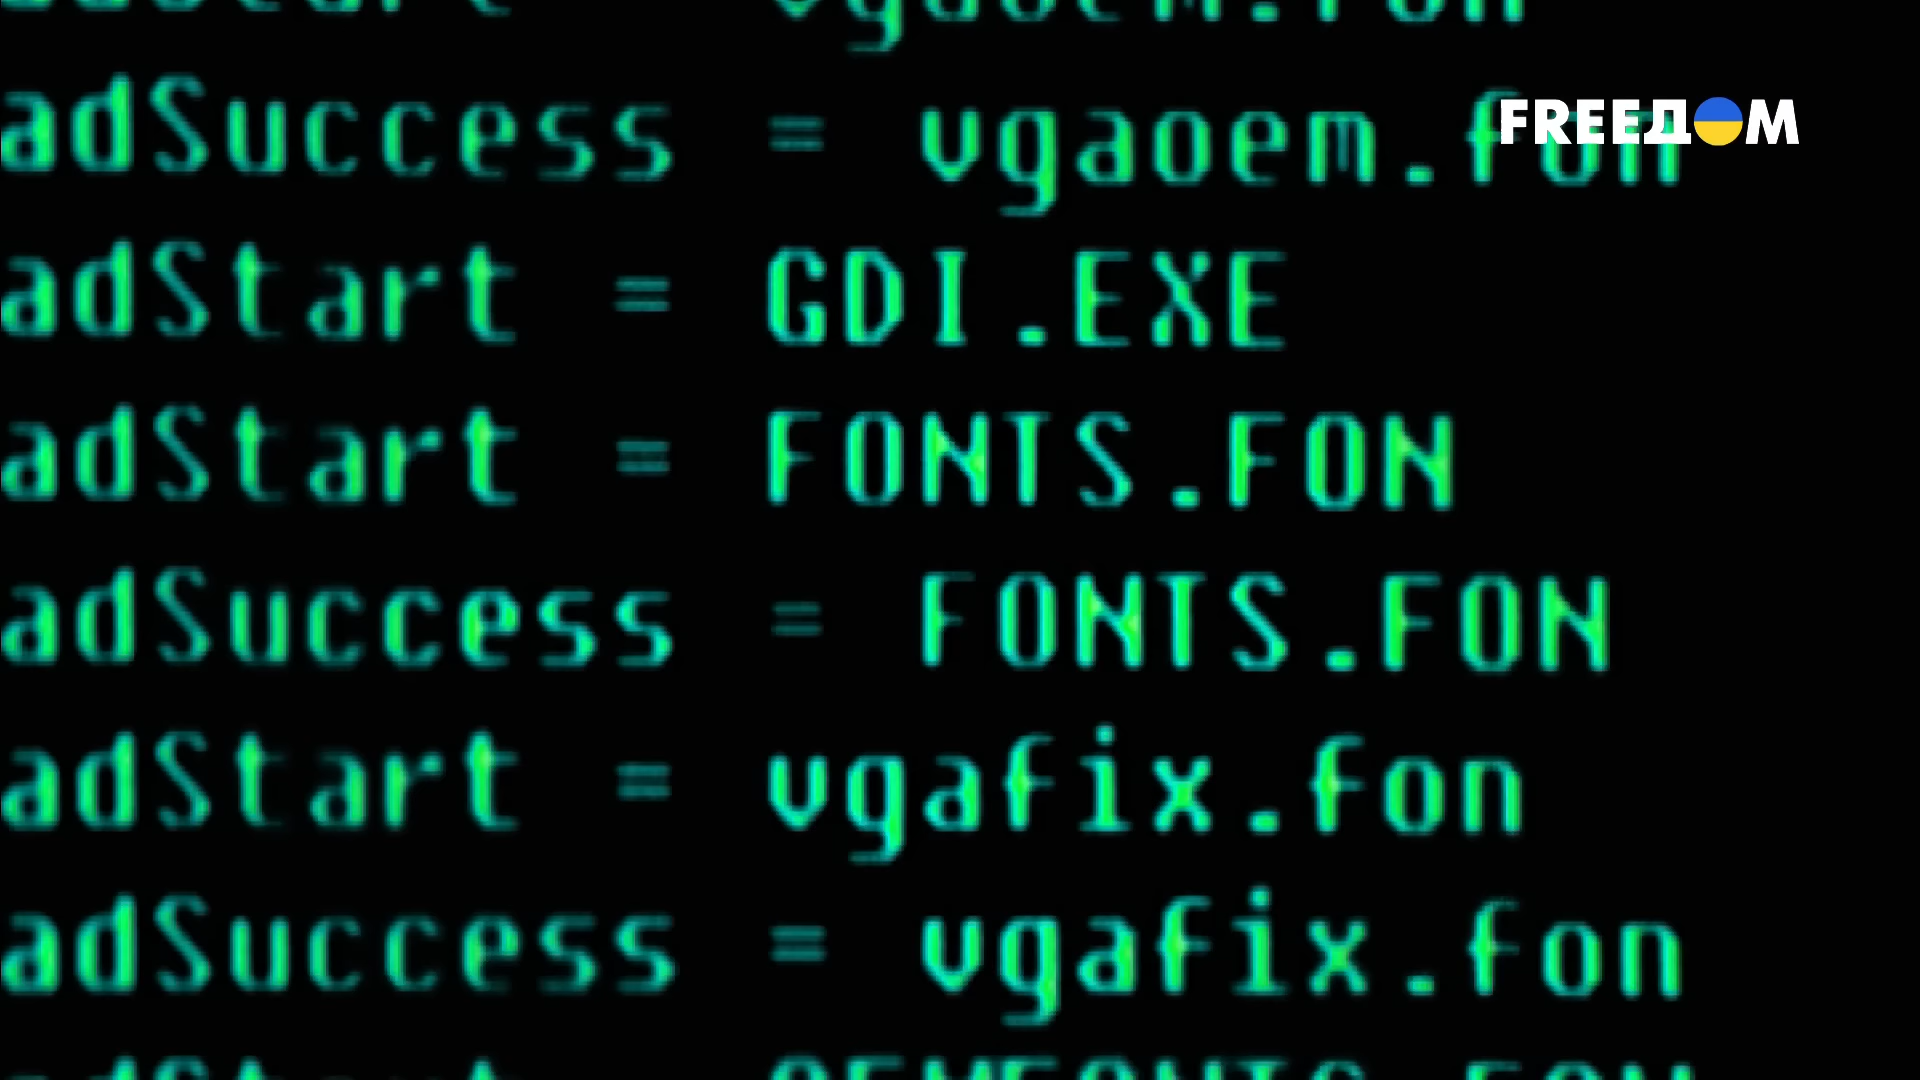 adSuccess = vgaoem.fon
FREEДOM
adStart = GDI.EXE
adStart = FONTS.FON
adSuccess = FONTS.FON
adStart = vgafix.fon
adSuccess = vgafix.fon